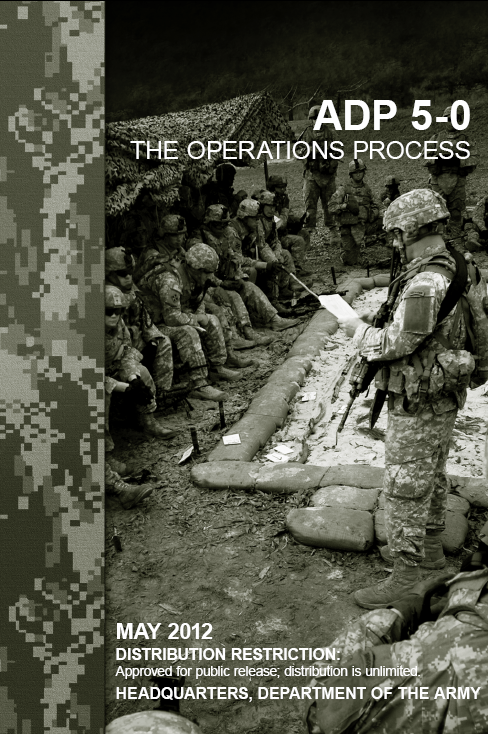 ADP 5-0
THE OPERATIONS PROCESS
MAY 2012
DISTRIBUTION RESTRICTION:
Approved for public release; distribution is unlimited.
HEADQUARTERS, DEPARTMENT OF THE ARMY